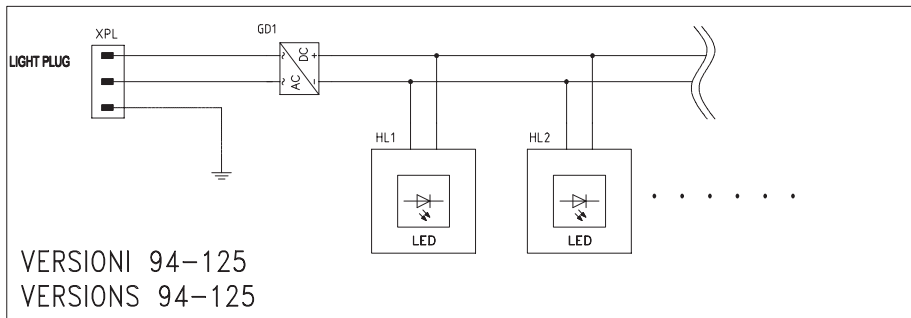 XPL
GD1
LIGHT PLUG
~ DC +
~ AC -
HL1
HL2
LED
LED
VERSIONI 94-125
VERSIONS 94-125